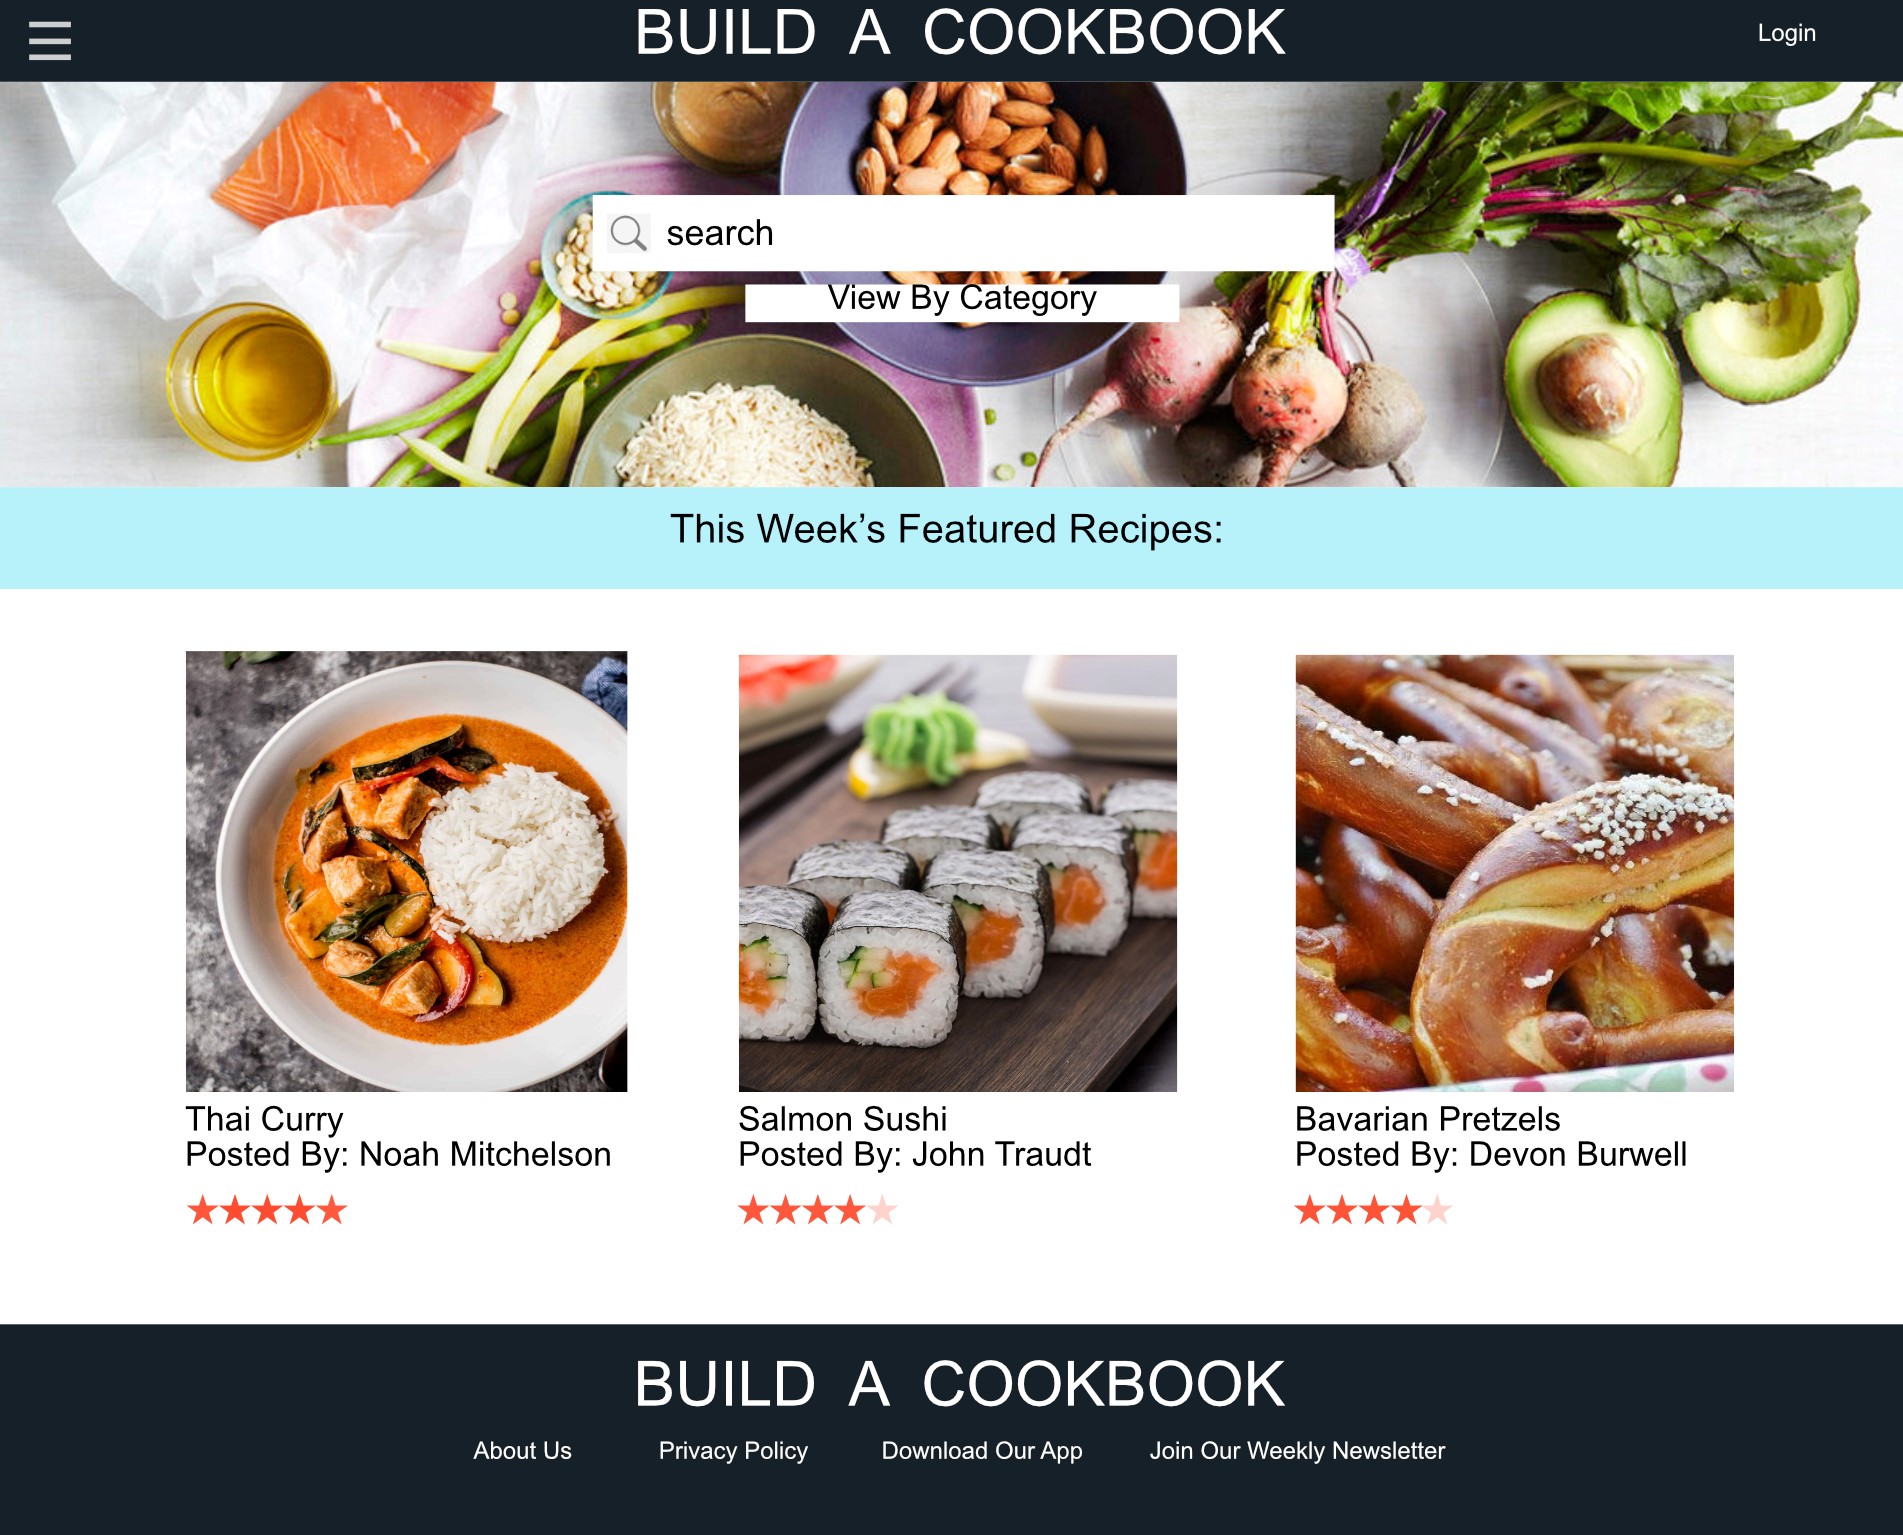 BUILD A COOKBOOK
Login
search
View By Category
This Week’s Featured Recipes:
Thai Curry
Posted By: Noah Mitchelson
Salmon Sushi
Posted By: John Traudt
Bavarian Pretzels
Posted By: Devon Burwell
BUILD A COOKBOOK
About Us
Privacy Policy
Download Our App
Join Our Weekly Newsletter